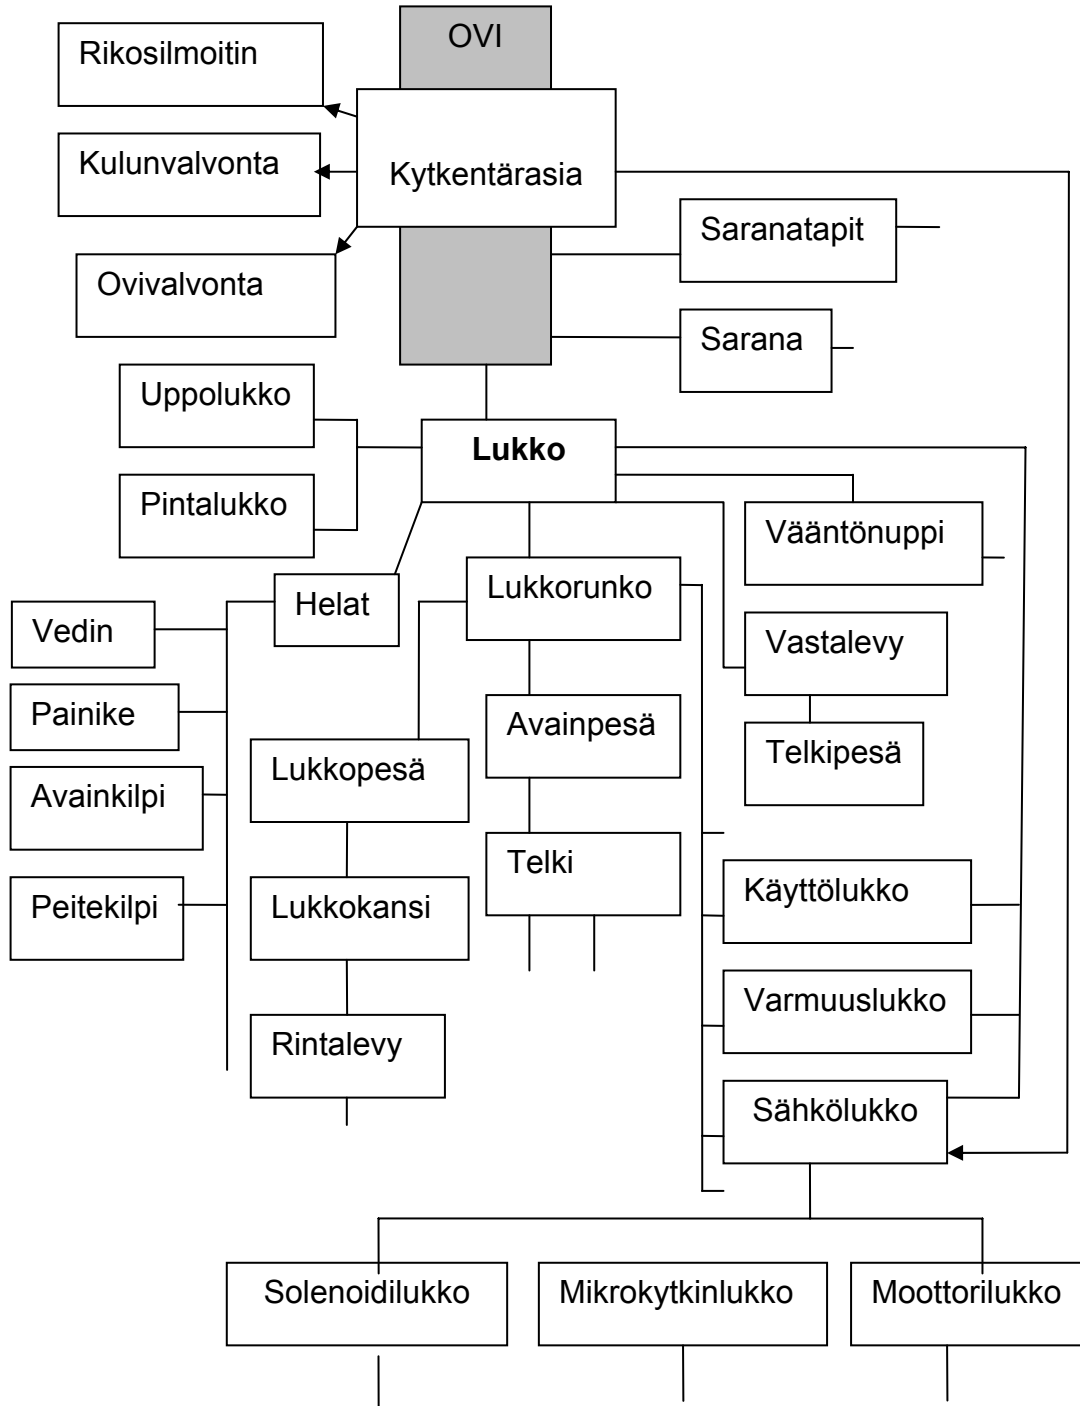 OVI
Rikosilmoitin
Kulunvalvonta
Kytkentärasia
Saranatapit
Ovivalvonta
Sarana
Uppolukko
Lukko
Pintalukko
Vääntönuppi
Helat
Lukkorunko
Vedin
Vastalevy
Painike
Avainpesä
Lukkopesä
Telkipesä
Avainkilpi
Telki
Käyttölukko
Peitekilpi
Lukkokansi
Varmuuslukko
Rintalevy
Sähkölukko
Solenoidilukko
Mikrokytkinlukko
Moottorilukko